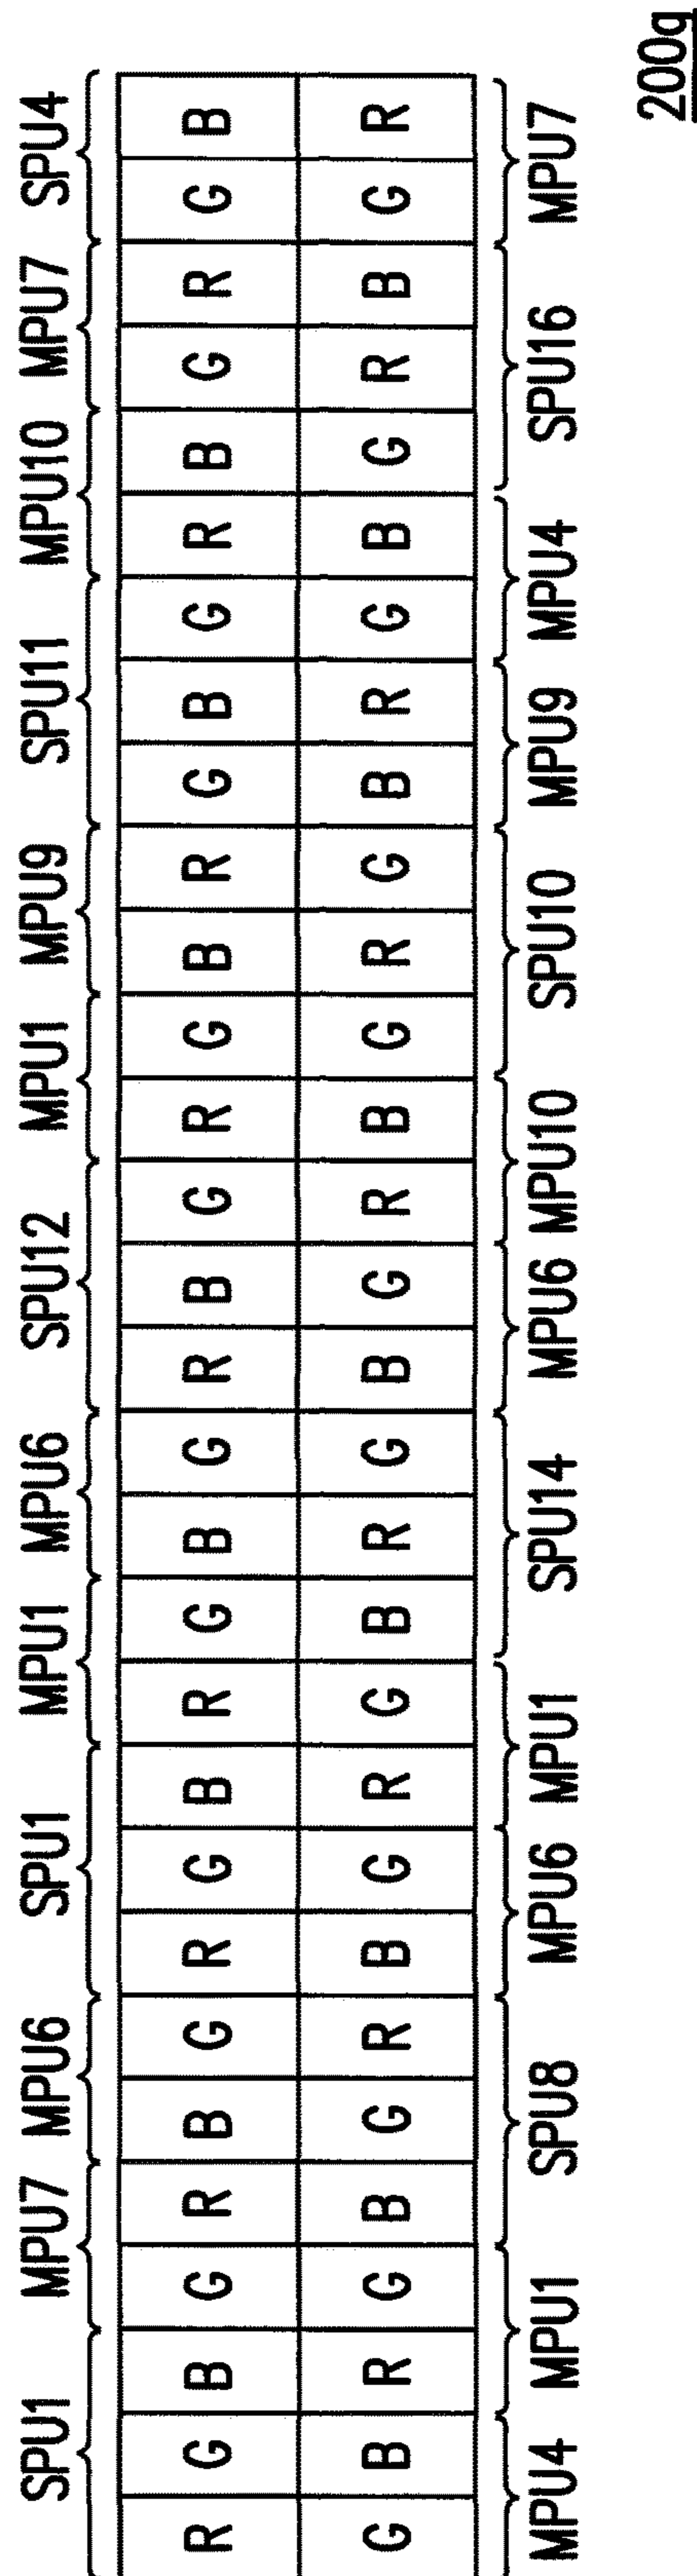 SPU1 MPU7 MPU6 SPU1 MPU1 MPU6 SPU12 MPU1 MPU9 SPU11 MPU10 MPU7 SPU4
R G B G R B G R G B R G B G R B G R G B R G B G R B G R G B
G B R G B G R B G R G B R G B G R B G R G B R G B G R B G R
MPU4 MPU1 SPU8 MPU6 MPU1 SPU14 MPU6 MPU10 SPU10 MPU9 MPU4 SPU16 MPU7
200q